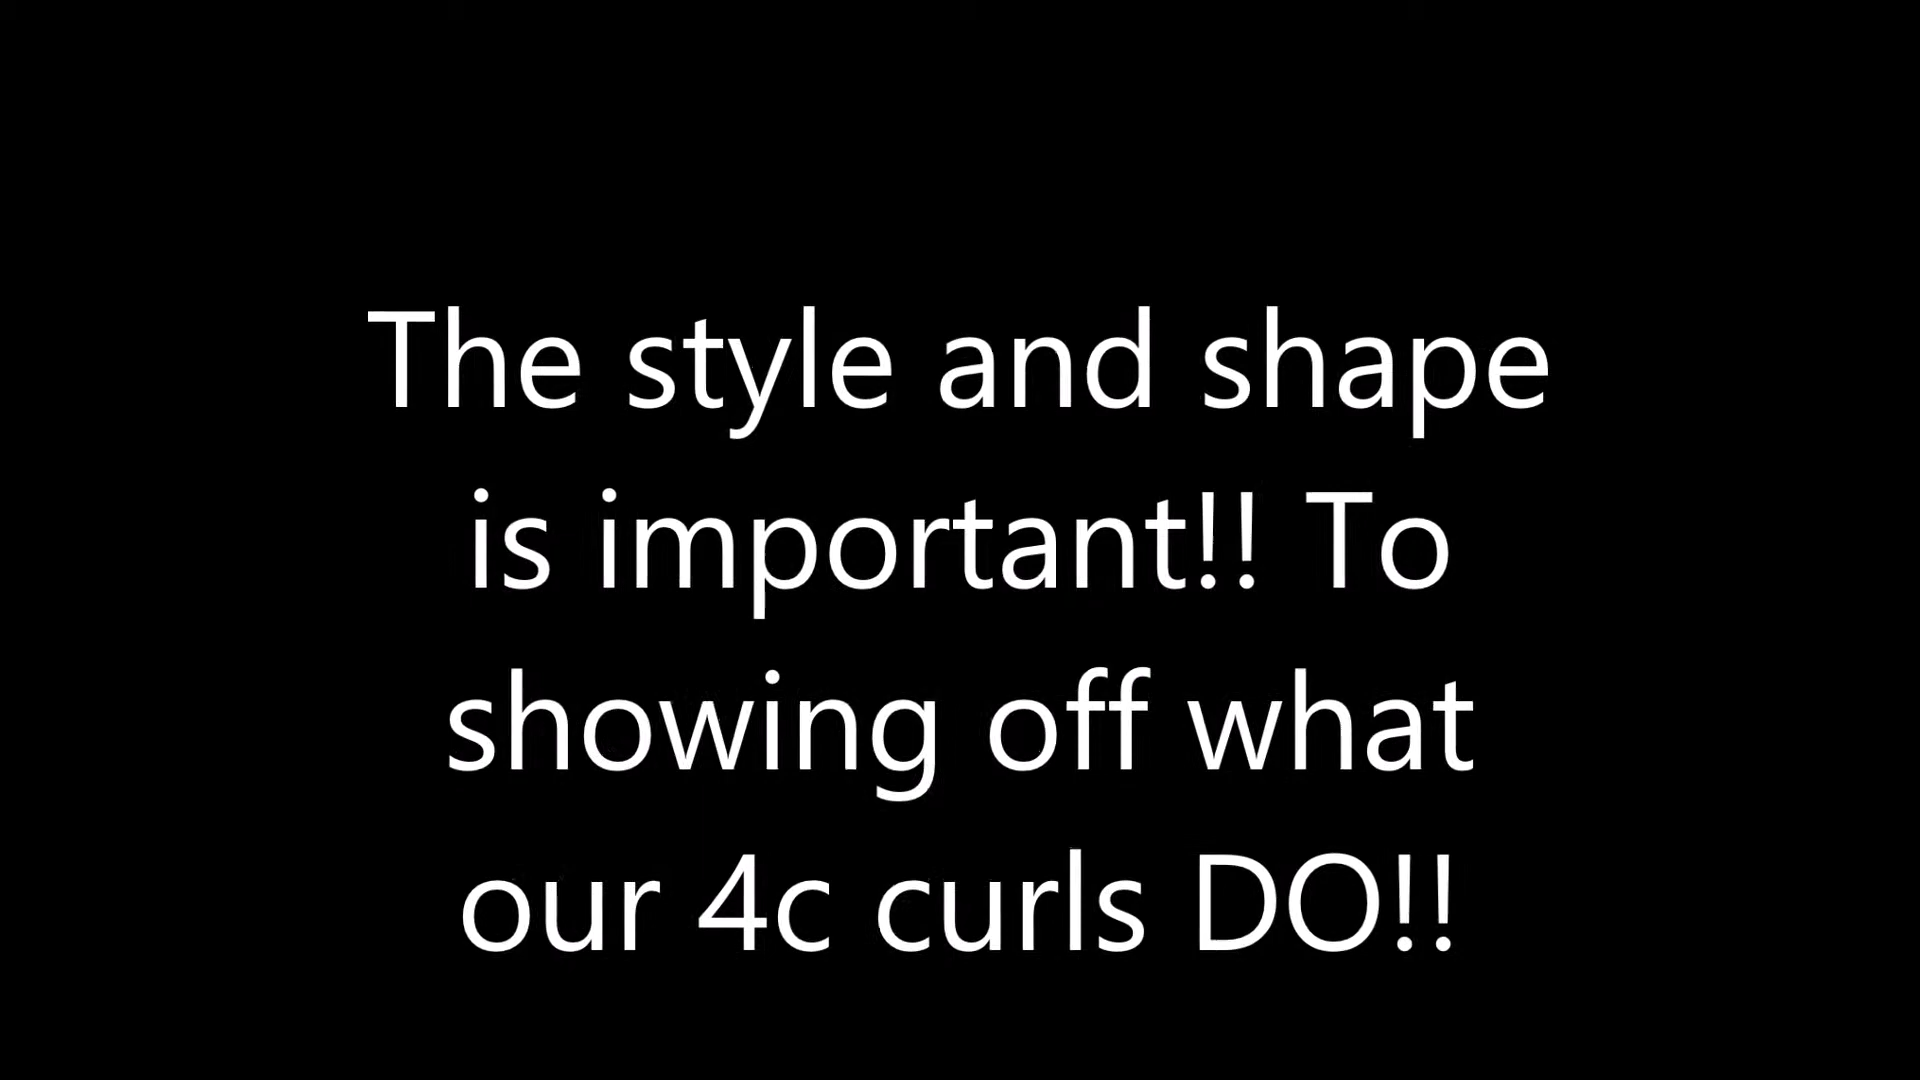 The style and shape
is important!! To
showing off what
our 4c curls DO!!